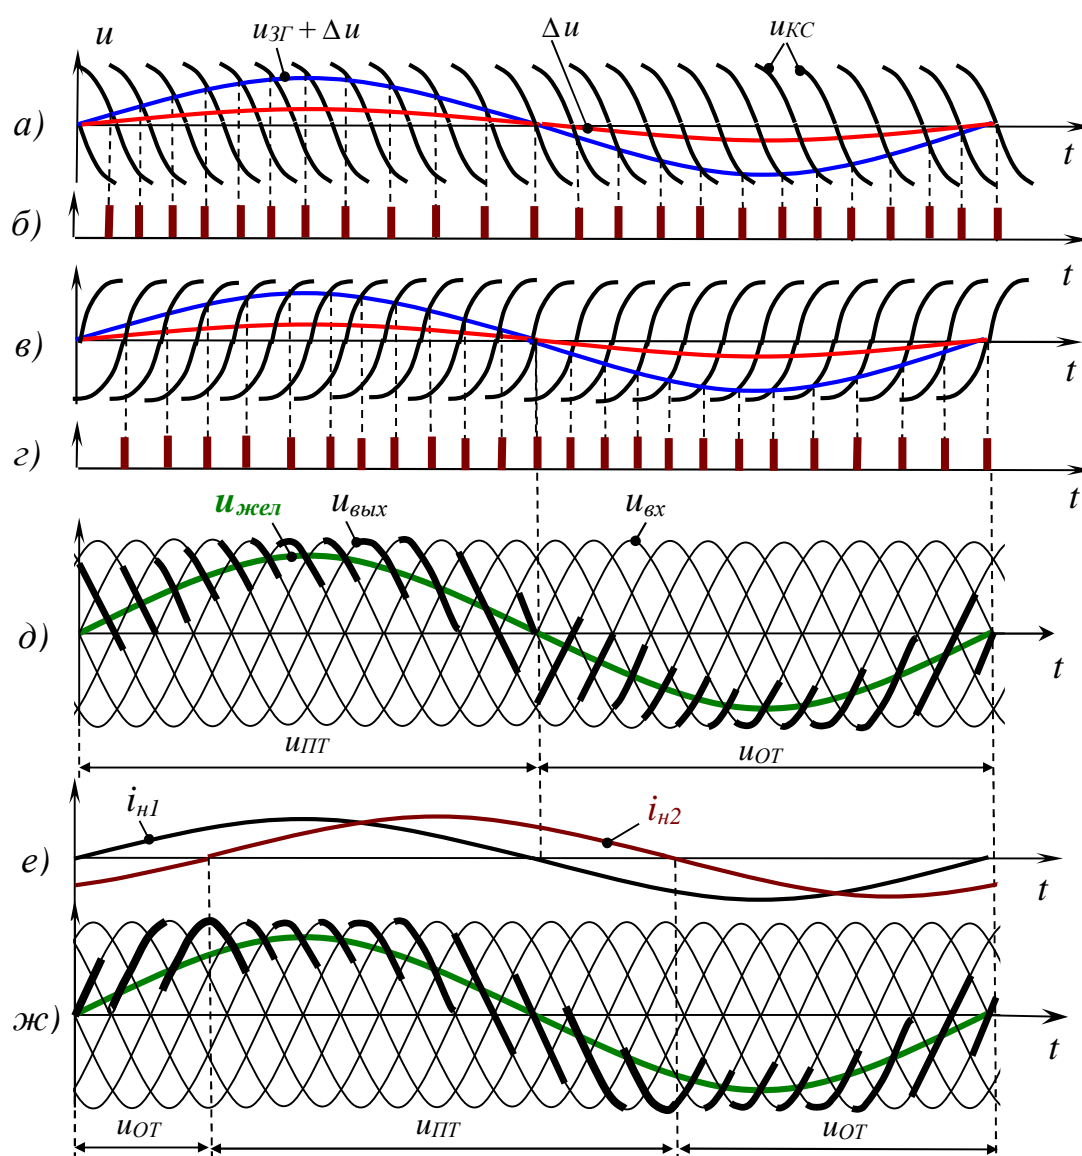 u u_ЗГ + Δu Δu u_КС
а) t
б) t
в) t
г) t
u_жел u_вых u_вх
д) t
u_ПТ u_ОТ
i_н1 i_н2
е) t
ж) t
u_ОТ u_ПТ u_ОТ